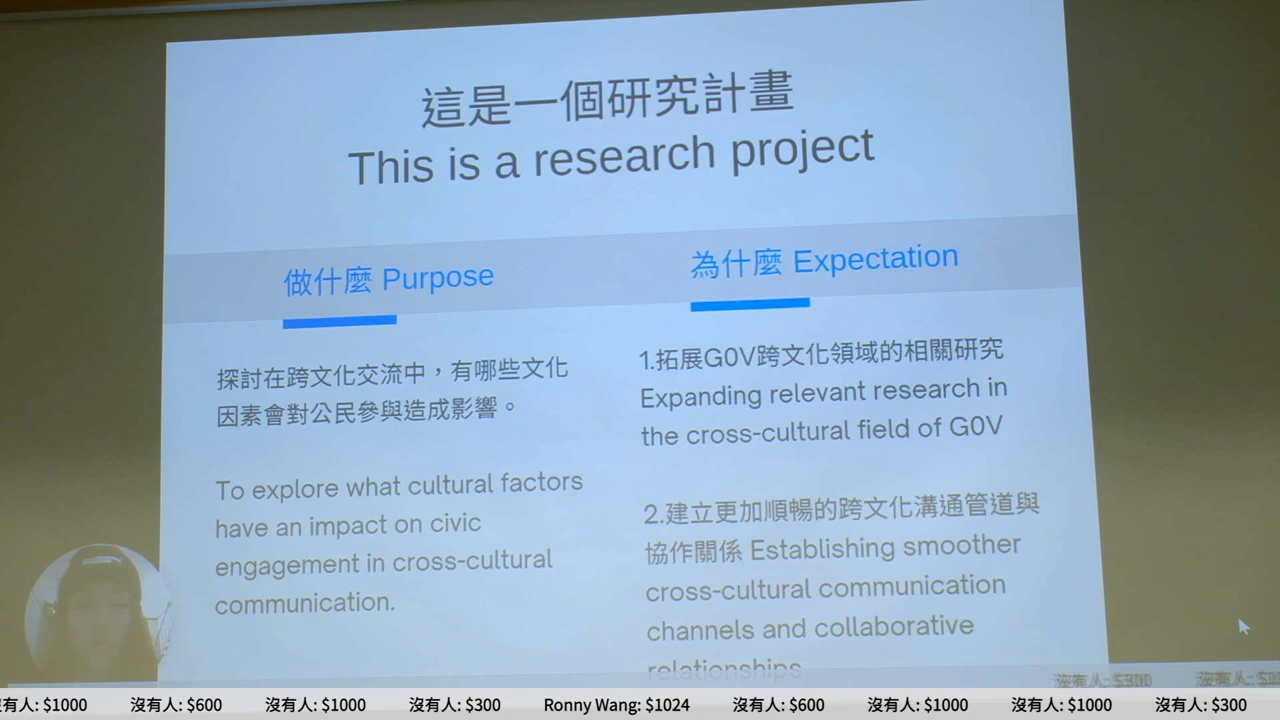 這是一個研究計畫
This is a research project
做什麼 Purpose
探討在跨文化交流中，有哪些文化
因素會對公民參與造成影響。
To explore what cultural factors
have an impact on civic
engagement in cross-cultural
communication.
為什麼 Expectation
1.拓展G0V跨文化領域的相關研究
Expanding relevant research in
the cross-cultural field of G0V
2.建立更加順暢的跨文化溝通管道與
協作關係 Establishing smoother
cross-cultural communication
channels and collaborative
relationships
沒有人: $300 沒有人:
有人: $1000 沒有人: $600 沒有人: $1000 沒有人: $300 Ronny Wang: $1024 沒有人: $600 沒有人: $1000 沒有人: $1000 沒有人: $300